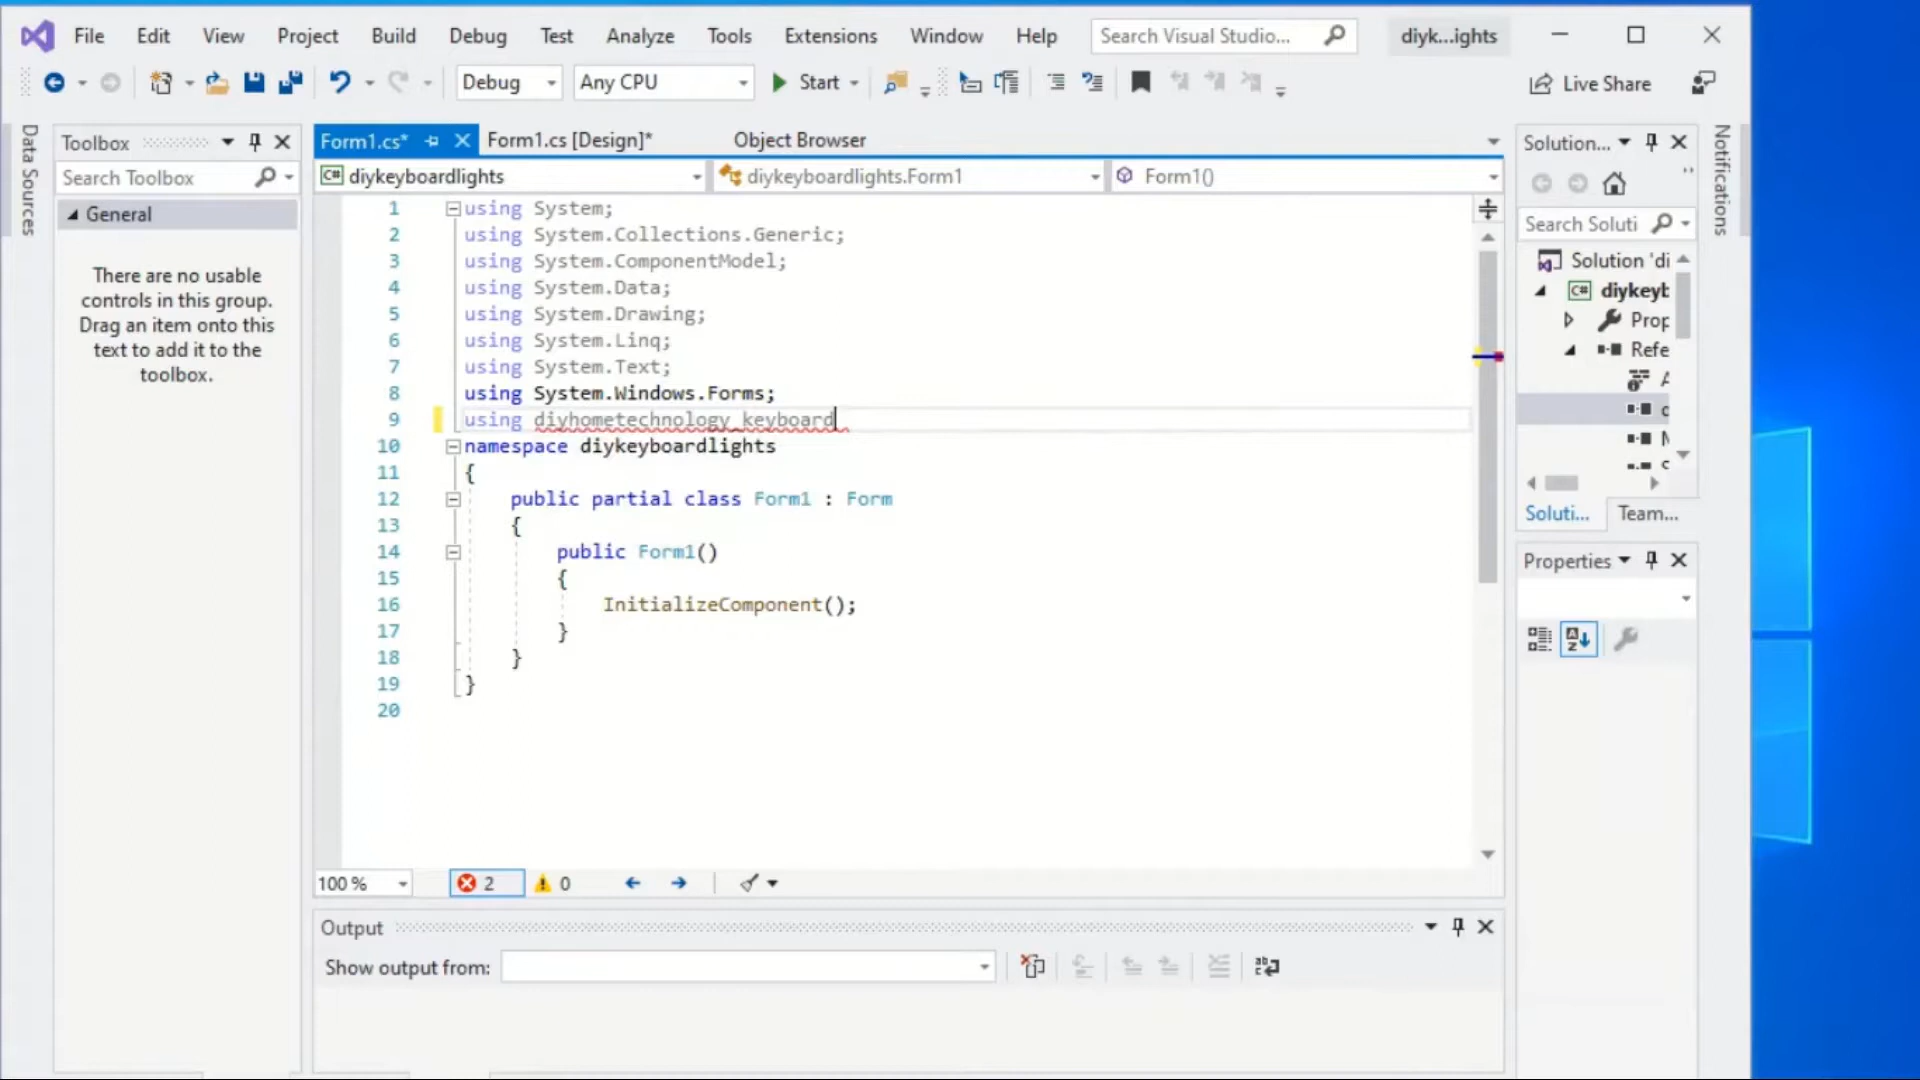 File Edit View Project Build Debug Test Analyze Tools Extensions Window Help Search Visual Studio... diyk...ights
Debug Any CPU Start Live Share
Data Sources
Toolbox
Search Toolbox
General
There are no usable
controls in this group.
Drag an item onto this
text to add it to the
toolbox.
Form1.cs* Form1.cs [Design]* Object Browser
C# diykeyboardlights diykeyboardlights.Form1 Form1()
1 using System;
2 using System.Collections.Generic;
3 using System.ComponentModel;
4 using System.Data;
5 using System.Drawing;
6 using System.Linq;
7 using System.Text;
8 using System.Windows.Forms;
9 using diyhometechnology_keyboard
10 namespace diykeyboardlights
11 {
12 public partial class Form1 : Form
13 {
14 public Form1()
15 {
16 InitializeComponent();
17 }
18 }
19 }
20
100 % 2 0
Output
Show output from:
Solution...
Search Soluti
Solution 'di
C# diykeyb
Prop
Refe
Soluti... Team...
Properties
Notifications